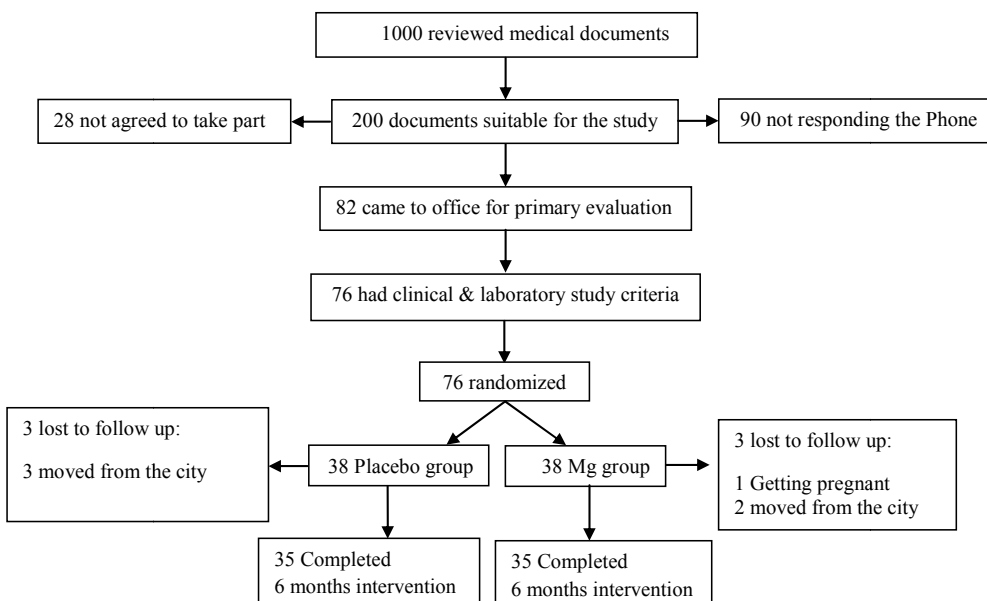 1000 reviewed medical documents
28 not agreed to take part
200 documents suitable for the study
90 not responding the Phone
82 came to office for primary evaluation
76 had clinical & laboratory study criteria
76 randomized
3 lost to follow up:
3 moved from the city
38 Placebo group
38 Mg group
3 lost to follow up:
1 Getting pregnant
2 moved from the city
35 Completed
6 months intervention
35 Completed
6 months intervention